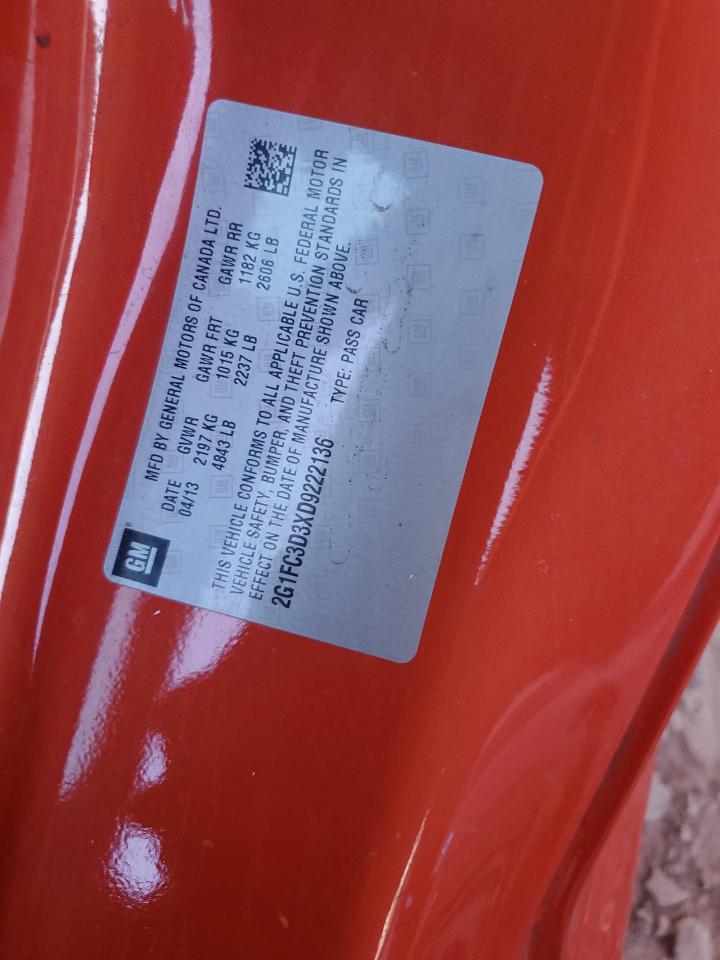 GM
MFD BY GENERAL MOTORS OF CANADA LTD.
DATE GVWR GAWR FRT GAWR RR
04/13 2197 KG 1015 KG 1182 KG
4843 LB 2237 LB 2606 LB
THIS VEHICLE CONFORMS TO ALL APPLICABLE U.S. FEDERAL MOTOR
VEHICLE SAFETY, BUMPER, AND THEFT PREVENTION STANDARDS IN
EFFECT ON THE DATE OF MANUFACTURE SHOWN ABOVE.
2G1FC3D3XD9222136 TYPE: PASS CAR